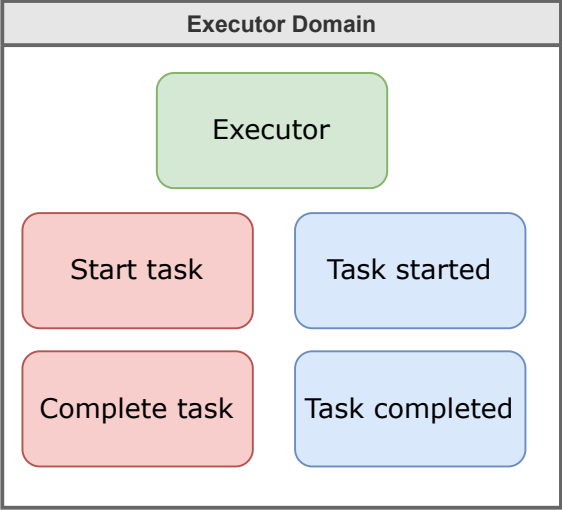 Executor Domain
Executor
Start task
Task started
Complete task
Task completed